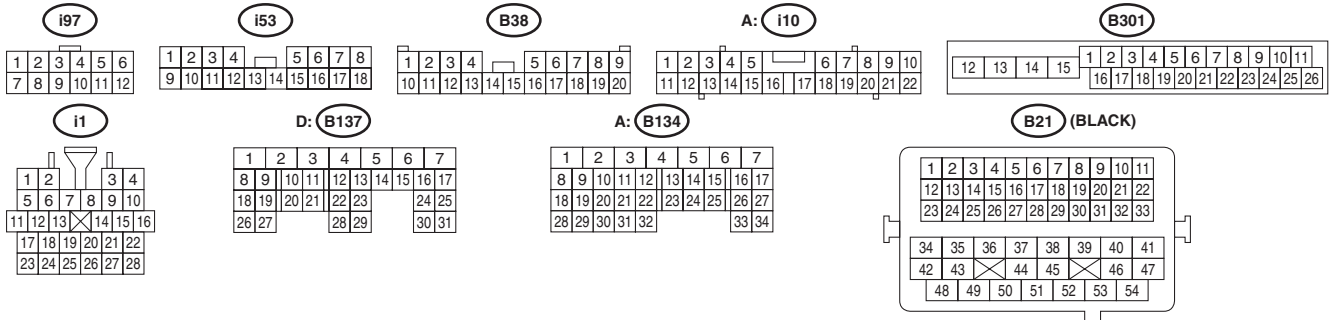 i97 i53 B38 A: i10 B301
1 2 3 4 5 6
7 8 9 10 11 12
1 2 3 4 5 6 7 8
9 10 11 12 13 14 15 16 17 18
1 2 3 4 5 6 7 8 9
10 11 12 13 14 15 16 17 18 19 20
1 2 3 4 5 6 7 8 9 10
11 12 13 14 15 16 17 18 19 20 21 22
1 2 3 4 5 6 7 8 9 10 11
12 13 14 15
16 17 18 19 20 21 22 23 24 25 26
i1 D: B137 A: B134 B21 (BLACK)
1 2 3 4
5 6 7 8 9 10
11 12 13 14 15 16
17 18 19 20 21 22
23 24 25 26 27 28
1 2 3 4 5 6 7
8 9 10 11 12 13 14 15 16 17
18 19 20 21 22 23 24 25
26 27 28 29 30 31
1 2 3 4 5 6 7
8 9 10 11 12 13 14 15 16 17
18 19 20 21 22 23 24 25 26 27
28 29 30 31 32 33 34
1 2 3 4 5 6 7 8 9 10 11
12 13 14 15 16 17 18 19 20 21 22
23 24 25 26 27 28 29 30 31 32 33
34 35 36 37 38 39 40 41
42 43 44 45 46 47
48 49 50 51 52 53 54